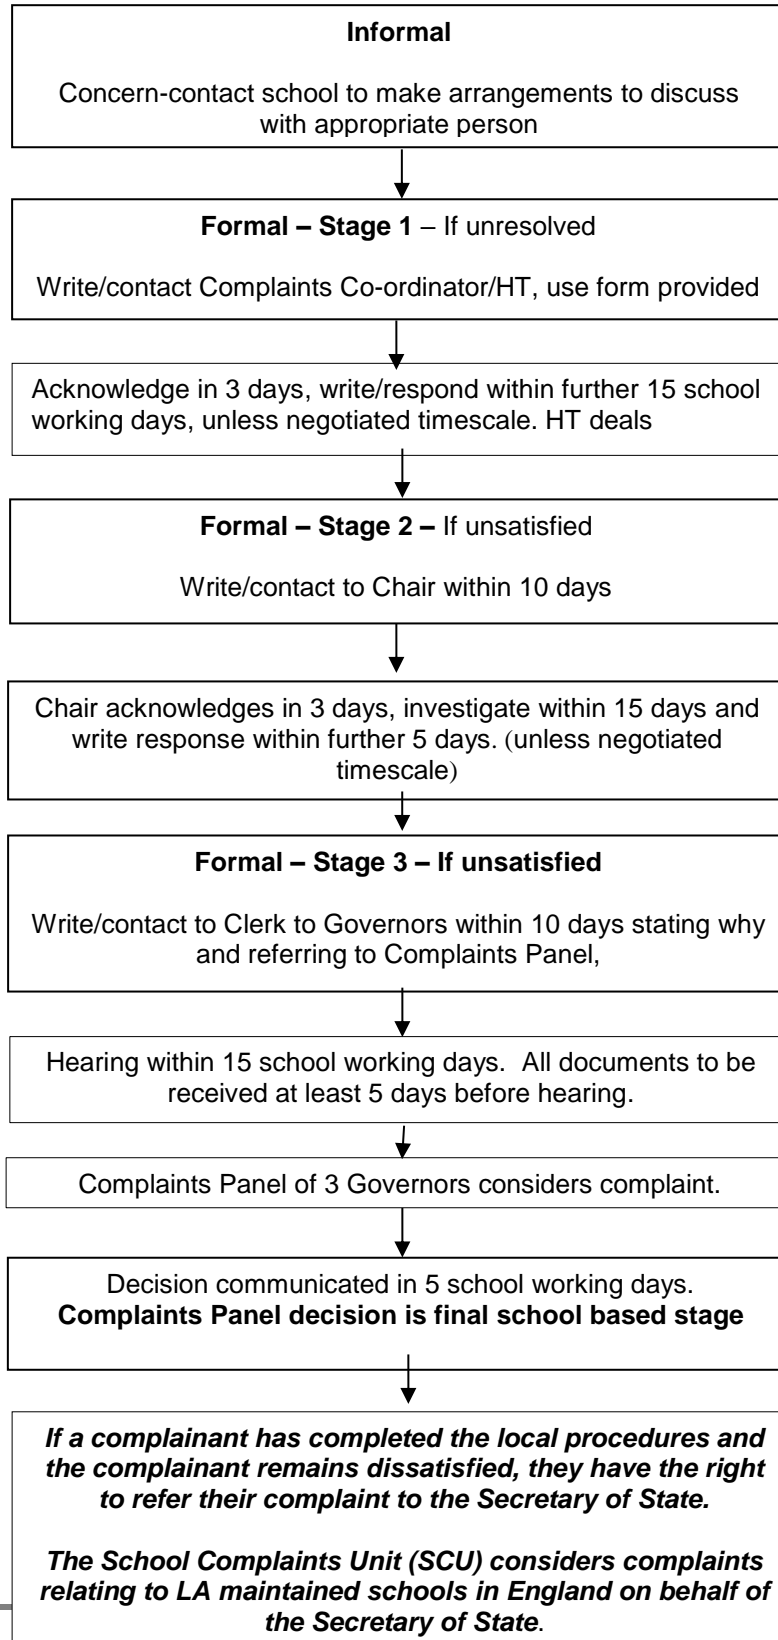 Informal
Concern-contact school to make arrangements to discuss
with appropriate person
Formal – Stage 1 – If unresolved
Write/contact Complaints Co-ordinator/HT, use form provided
Acknowledge in 3 days, write/respond within further 15 school
working days, unless negotiated timescale. HT deals
Formal – Stage 2 – If unsatisfied
Write/contact to Chair within 10 days
Chair acknowledges in 3 days, investigate within 15 days and
write response within further 5 days. (unless negotiated
timescale)
Formal – Stage 3 – If unsatisfied
Write/contact to Clerk to Governors within 10 days stating why
and referring to Complaints Panel,
Hearing within 15 school working days. All documents to be
received at least 5 days before hearing.
Complaints Panel of 3 Governors considers complaint.
Decision communicated in 5 school working days.
Complaints Panel decision is final school based stage
If a complainant has completed the local procedures and
the complainant remains dissatisfied, they have the right
to refer their complaint to the Secretary of State.
The School Complaints Unit (SCU) considers complaints
relating to LA maintained schools in England on behalf of
the Secretary of State.